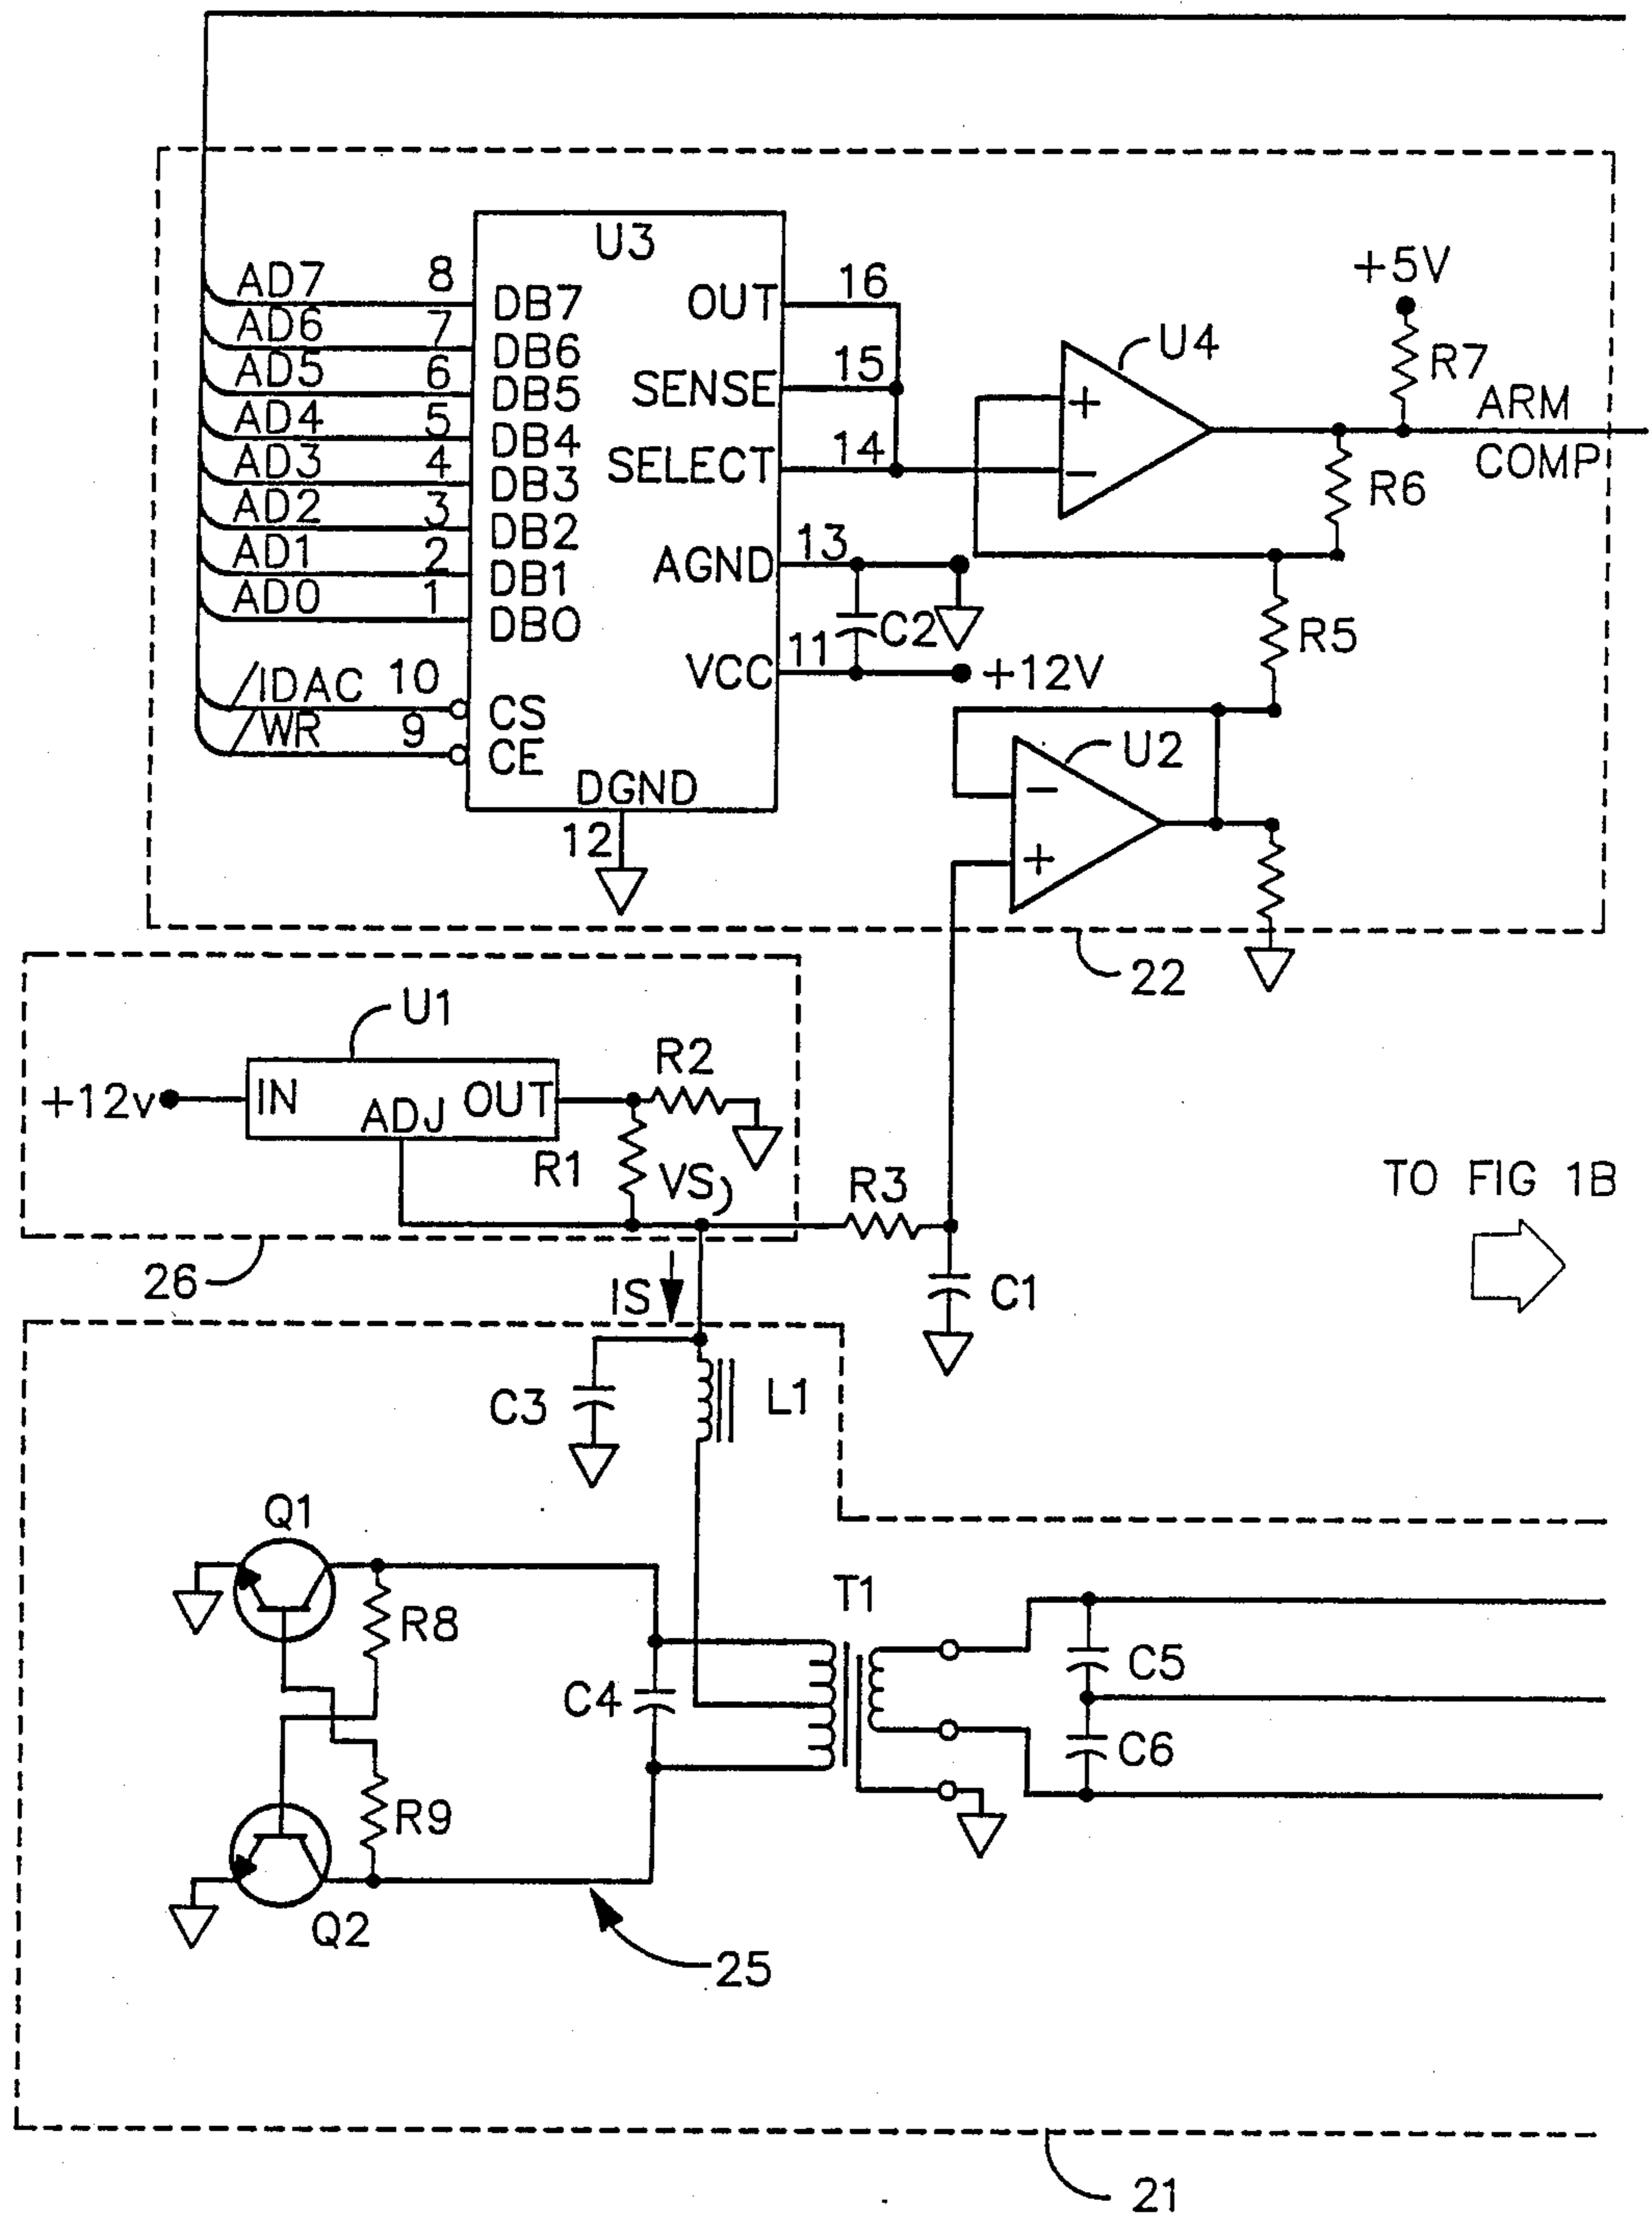 U3
AD7 8 DB7 OUT 16
AD6 7 DB6
AD5 6 DB5 SENSE 15
AD4 5 DB4
AD3 4 DB3 SELECT 14
AD2 3 DB2
AD1 2 DB1 AGND 13
AD0 1 DB0
C2
/IDAC 10 CS VCC 11 +12V
/WR 9 CE
DGND
12
U4
+
−
+5V
R7
ARM
COMP
R6
R5
U2
−
+
22
U1
+12v IN ADJ OUT
R2
R1
VS
R3
26
IS
C1
TO FIG 1B
C3
L1
Q1
R8
C4
T1
C5
C6
R9
Q2
25
21